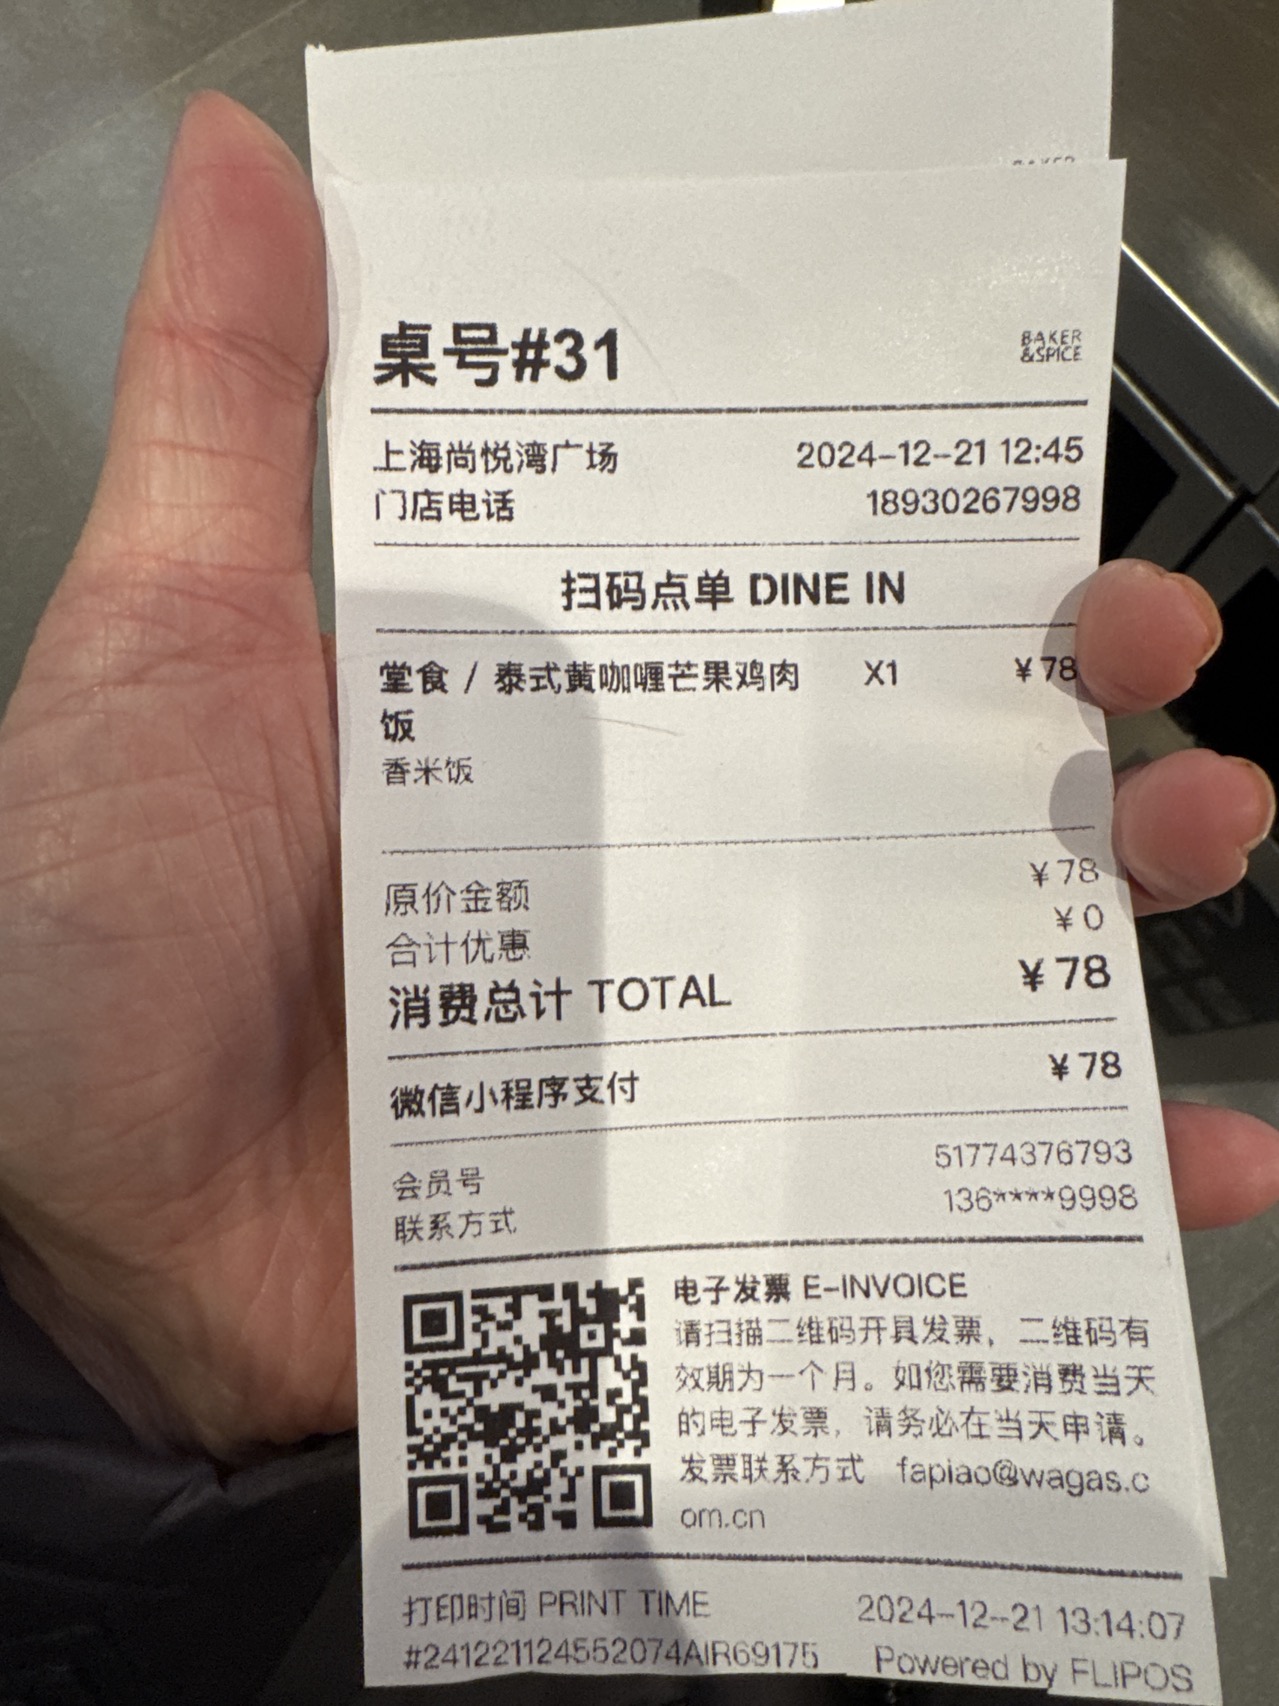 桌号#31
BAKER
&SPICE
上海尚悦湾广场 2024-12-21 12:45
门店电话 18930267998
扫码点单 DINE IN
堂食 / 泰式黄咖喱芒果鸡肉 X1 ¥78
饭
香米饭
原价金额 ¥78
合计优惠 ¥0
消费总计 TOTAL ¥78
微信小程序支付 ¥78
会员号 51774376793
联系方式 136****9998
电子发票 E-INVOICE
请扫描二维码开具发票，二维码有
效期为一个月。如您需要消费当天
的电子发票，请务必在当天申请。
发票联系方式 fapiao@wagas.c
om.cn
打印时间 PRINT TIME 2024-12-21 13:14:07
#241221124552074AIR69175 Powered by FLIPOS